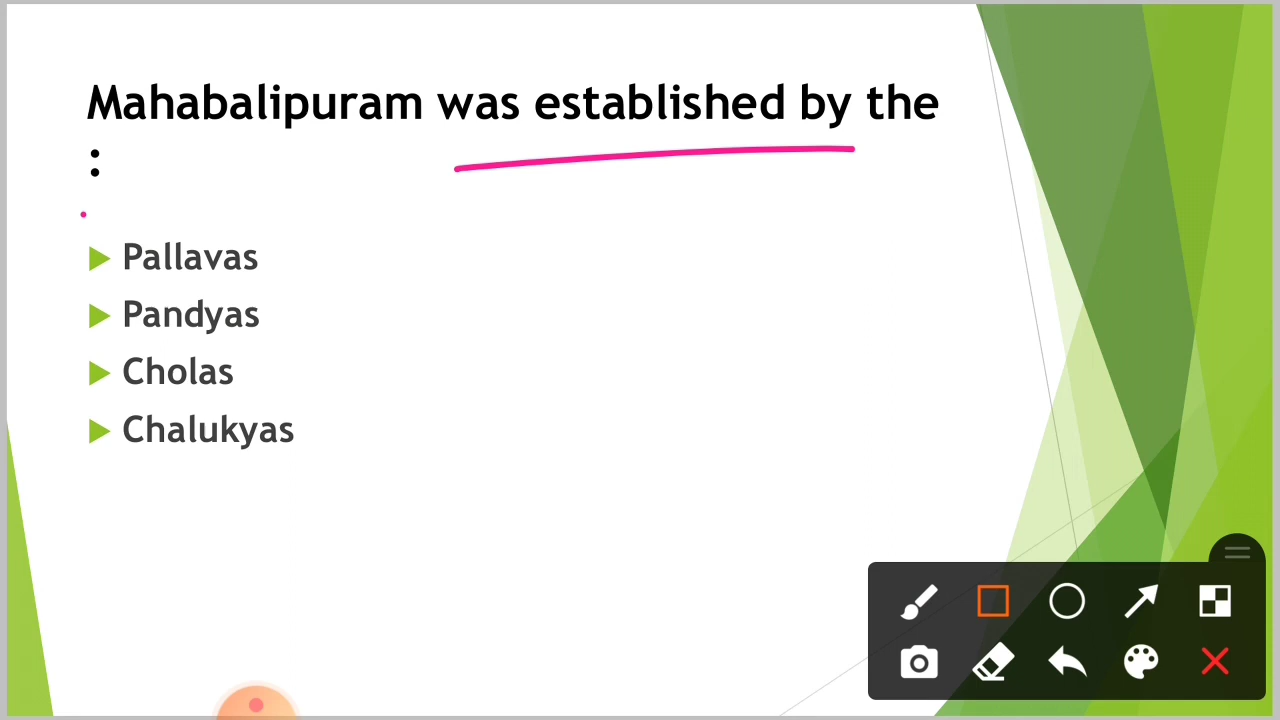 Mahabalipuram was established by the
:
Pallavas
Pandyas
Cholas
Chalukyas